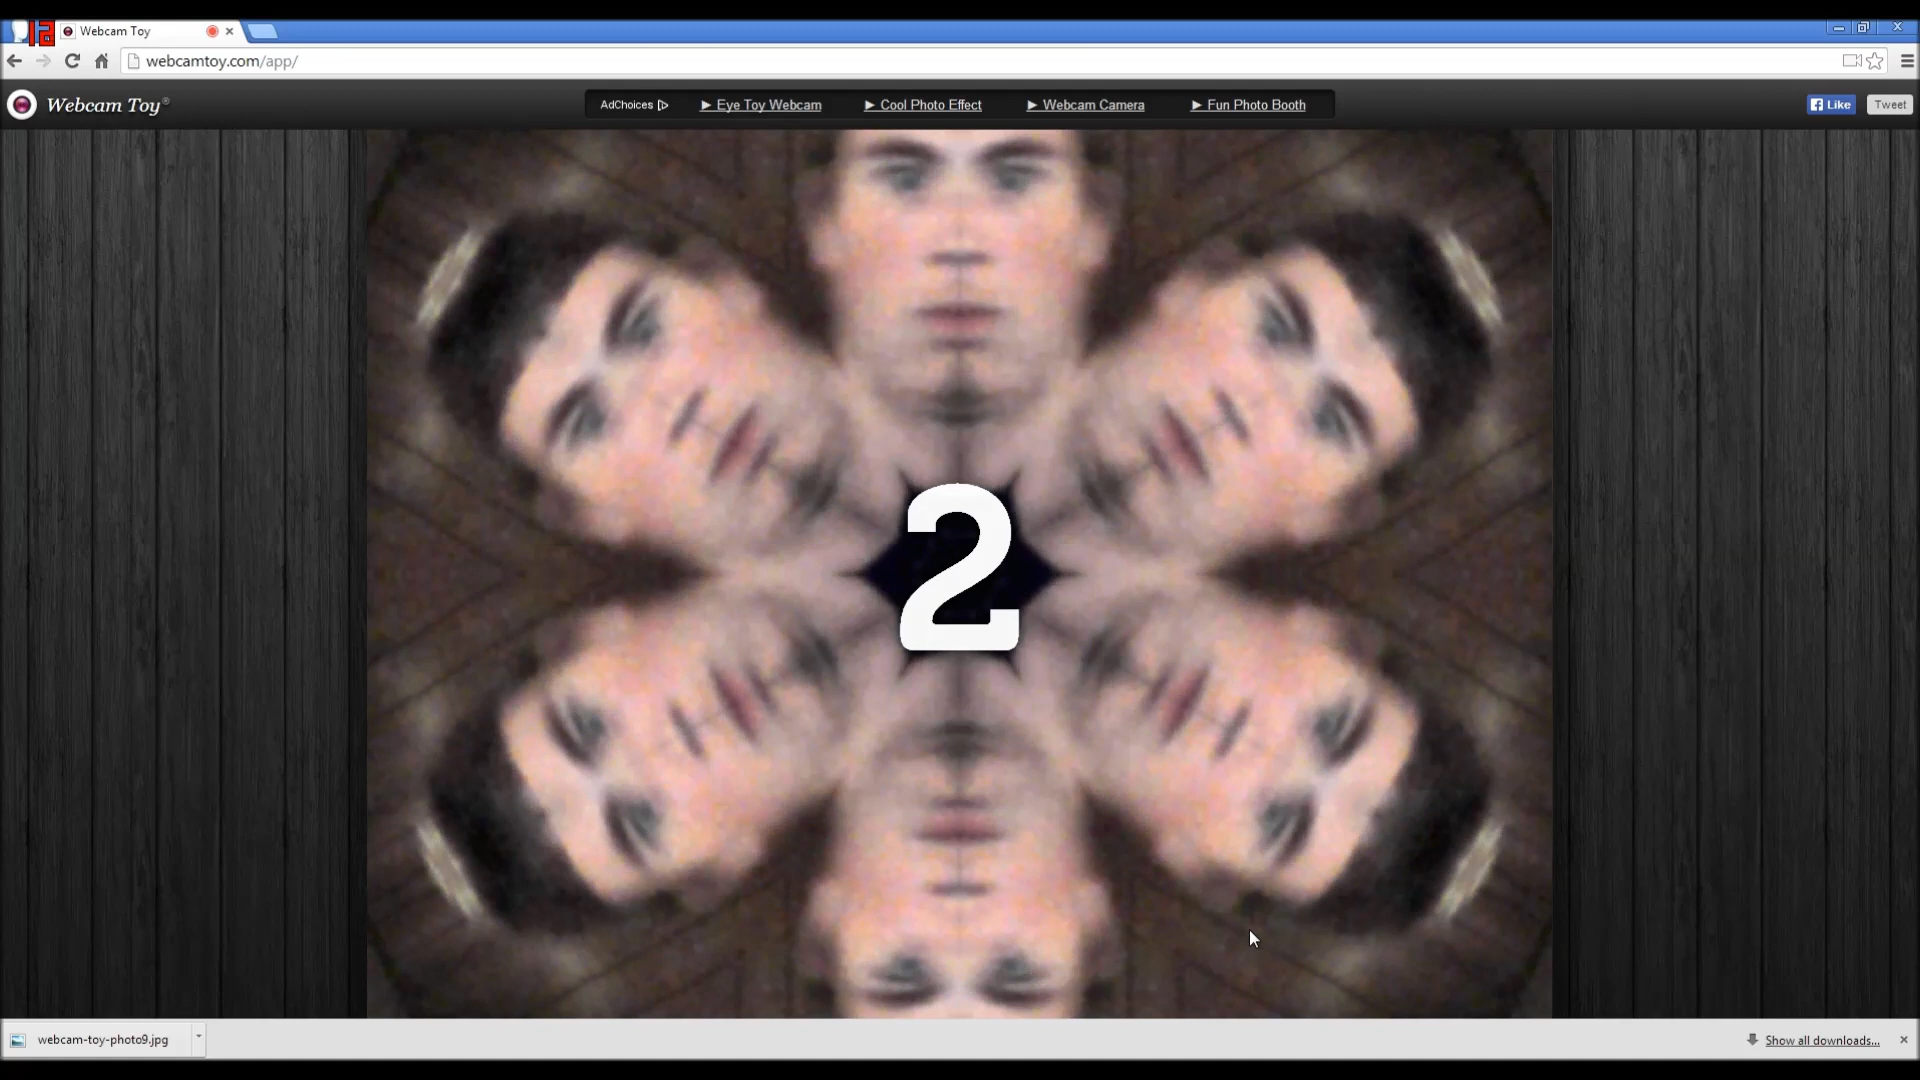 Webcam Toy
webcamtoy.com/app/
Webcam Toy®
AdChoices
► Eye Toy Webcam
► Cool Photo Effect
► Webcam Camera
► Fun Photo Booth
Like
Tweet
2
webcam-toy-photo9.jpg
Show all downloads...